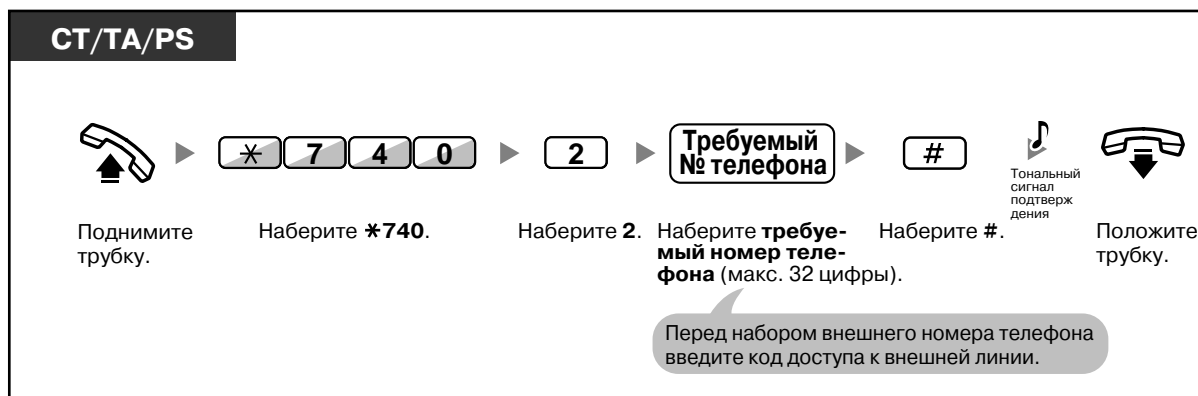 CT/TA/PS
* 7 4 0
2
Требуемый
№ телефона
#
Тональный
сигнал
подтверж
дения
Поднимите
трубку.
Наберите *740.
Наберите 2.
Наберите требуе-
мый номер теле-
фона (макс. 32 цифры).
Наберите #.
Положите
трубку.
Перед набором внешнего номера телефона
введите код доступа к внешней линии.